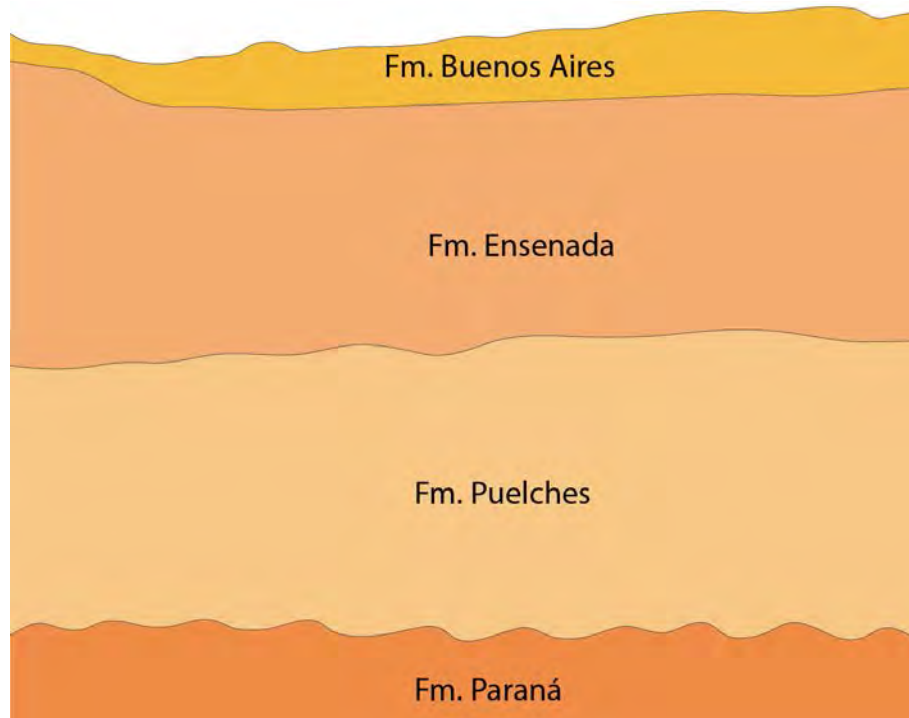 Fm. Buenos Aires
Fm. Ensenada
Fm. Puelches
Fm. Paraná